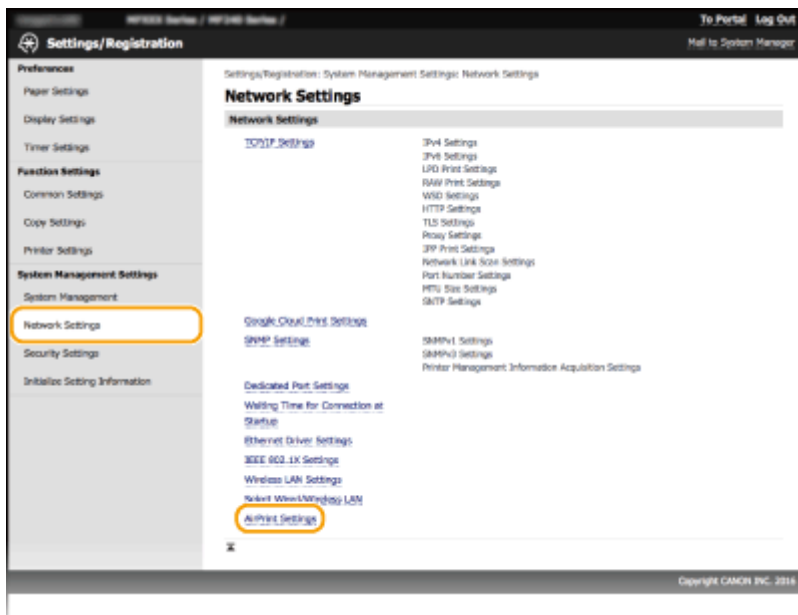 MFXXX Series / MF240 Series /
To Portal Log Out
Settings/Registration
Mail to System Manager
Preferences
Paper Settings
Display Settings
Timer Settings
Function Settings
Common Settings
Copy Settings
Printer Settings
System Management Settings
System Management
Network Settings
Security Settings
Initialize Setting Information
Settings/Registration: System Management Settings: Network Settings
Network Settings
Network Settings
TCP/IP Settings
IPv4 Settings
IPv6 Settings
LPD Print Settings
RAW Print Settings
WSD Settings
HTTP Settings
TLS Settings
Proxy Settings
IPP Print Settings
Network Link Scan Settings
Port Number Settings
MTU Size Settings
SNTP Settings
Google Cloud Print Settings
SNMP Settings
SNMPv1 Settings
SNMPv3 Settings
Printer Management Information Acquisition Settings
Dedicated Port Settings
Waiting Time for Connection at
Startup
Ethernet Driver Settings
IEEE 802.1X Settings
Wireless LAN Settings
Select Wired/Wireless LAN
AirPrint Settings
Copyright CANON INC. 2016